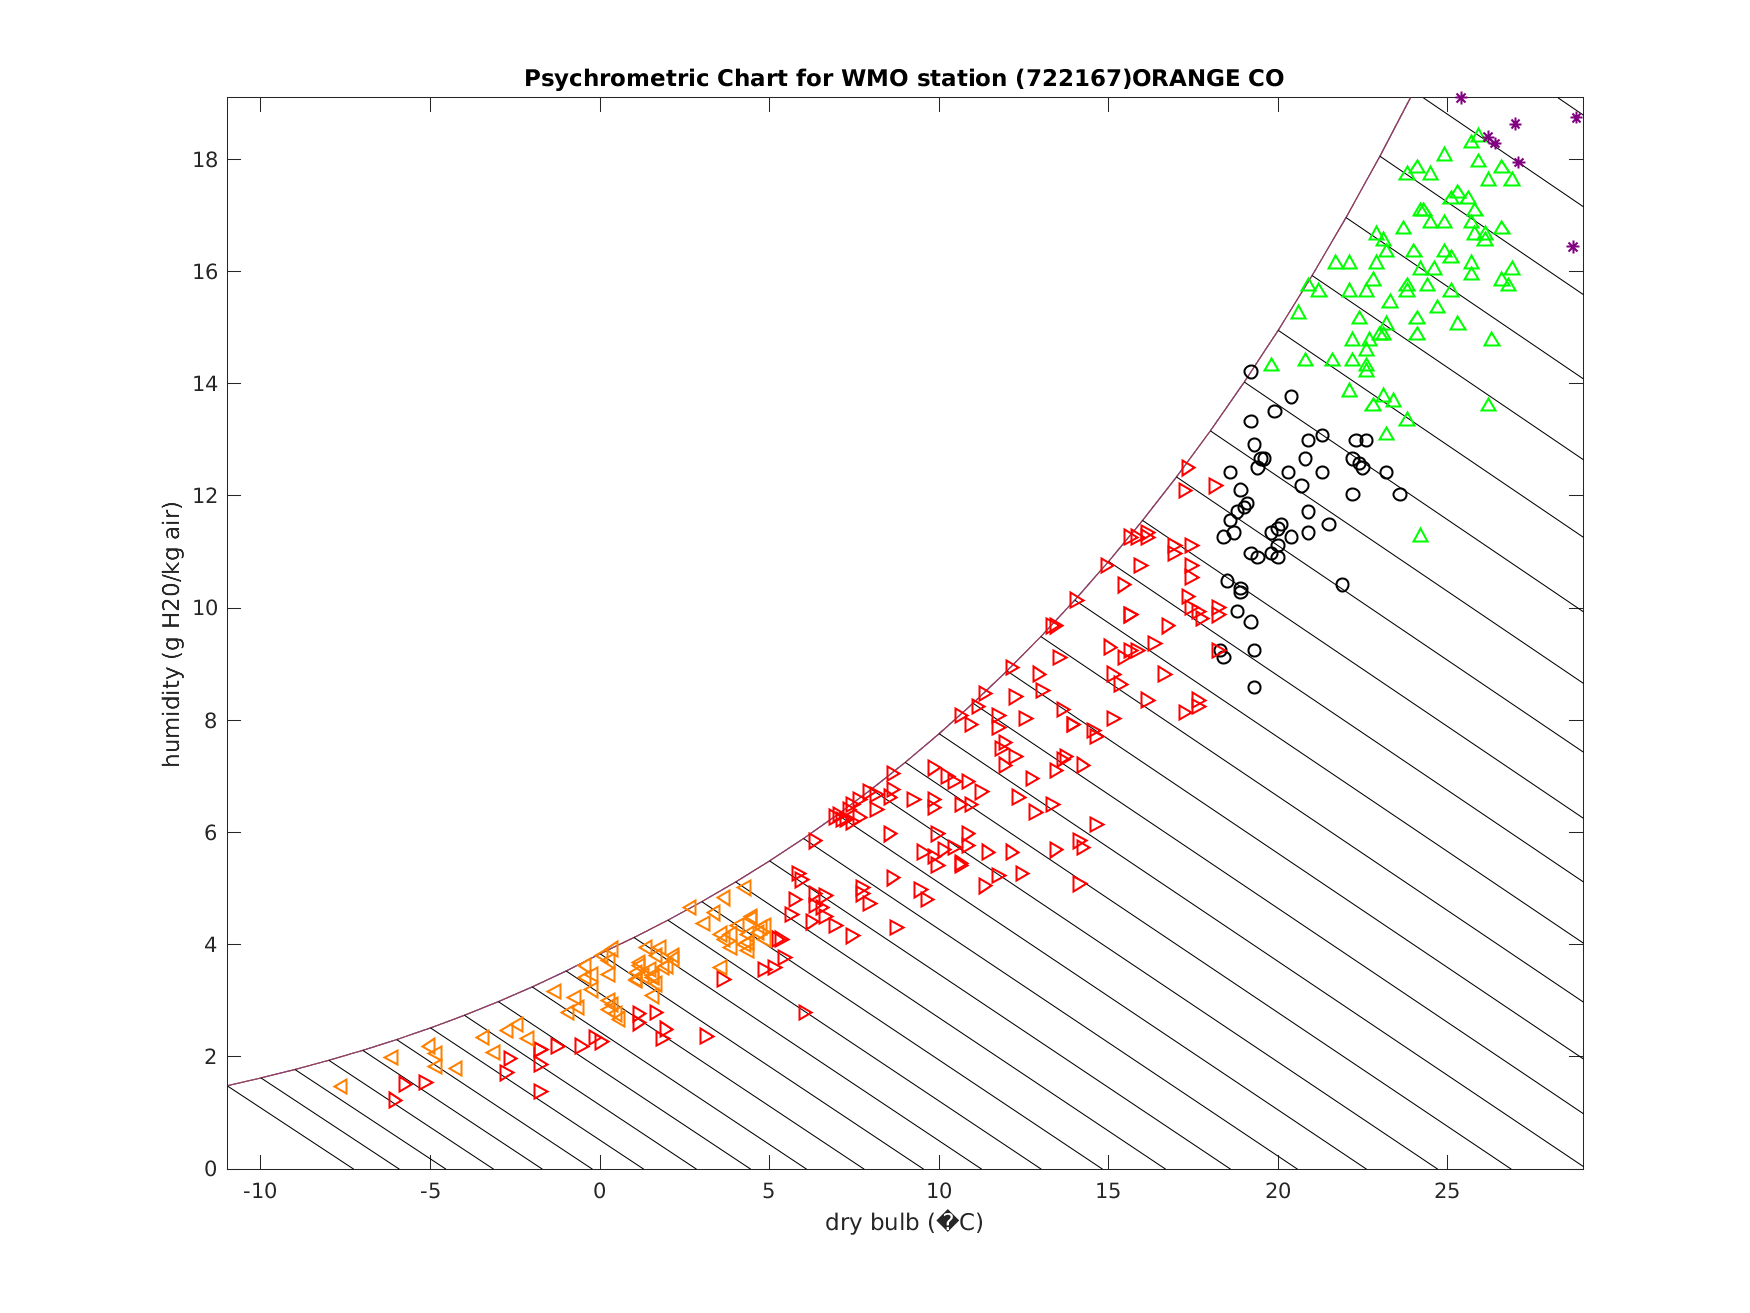 Psychrometric Chart for WMO station (722167)ORANGE CO
humidity (g H20/kg air)
18
16
14
12
10
8
6
4
2
0
-10 -5 0 5 10 15 20 25
dry bulb (�C)